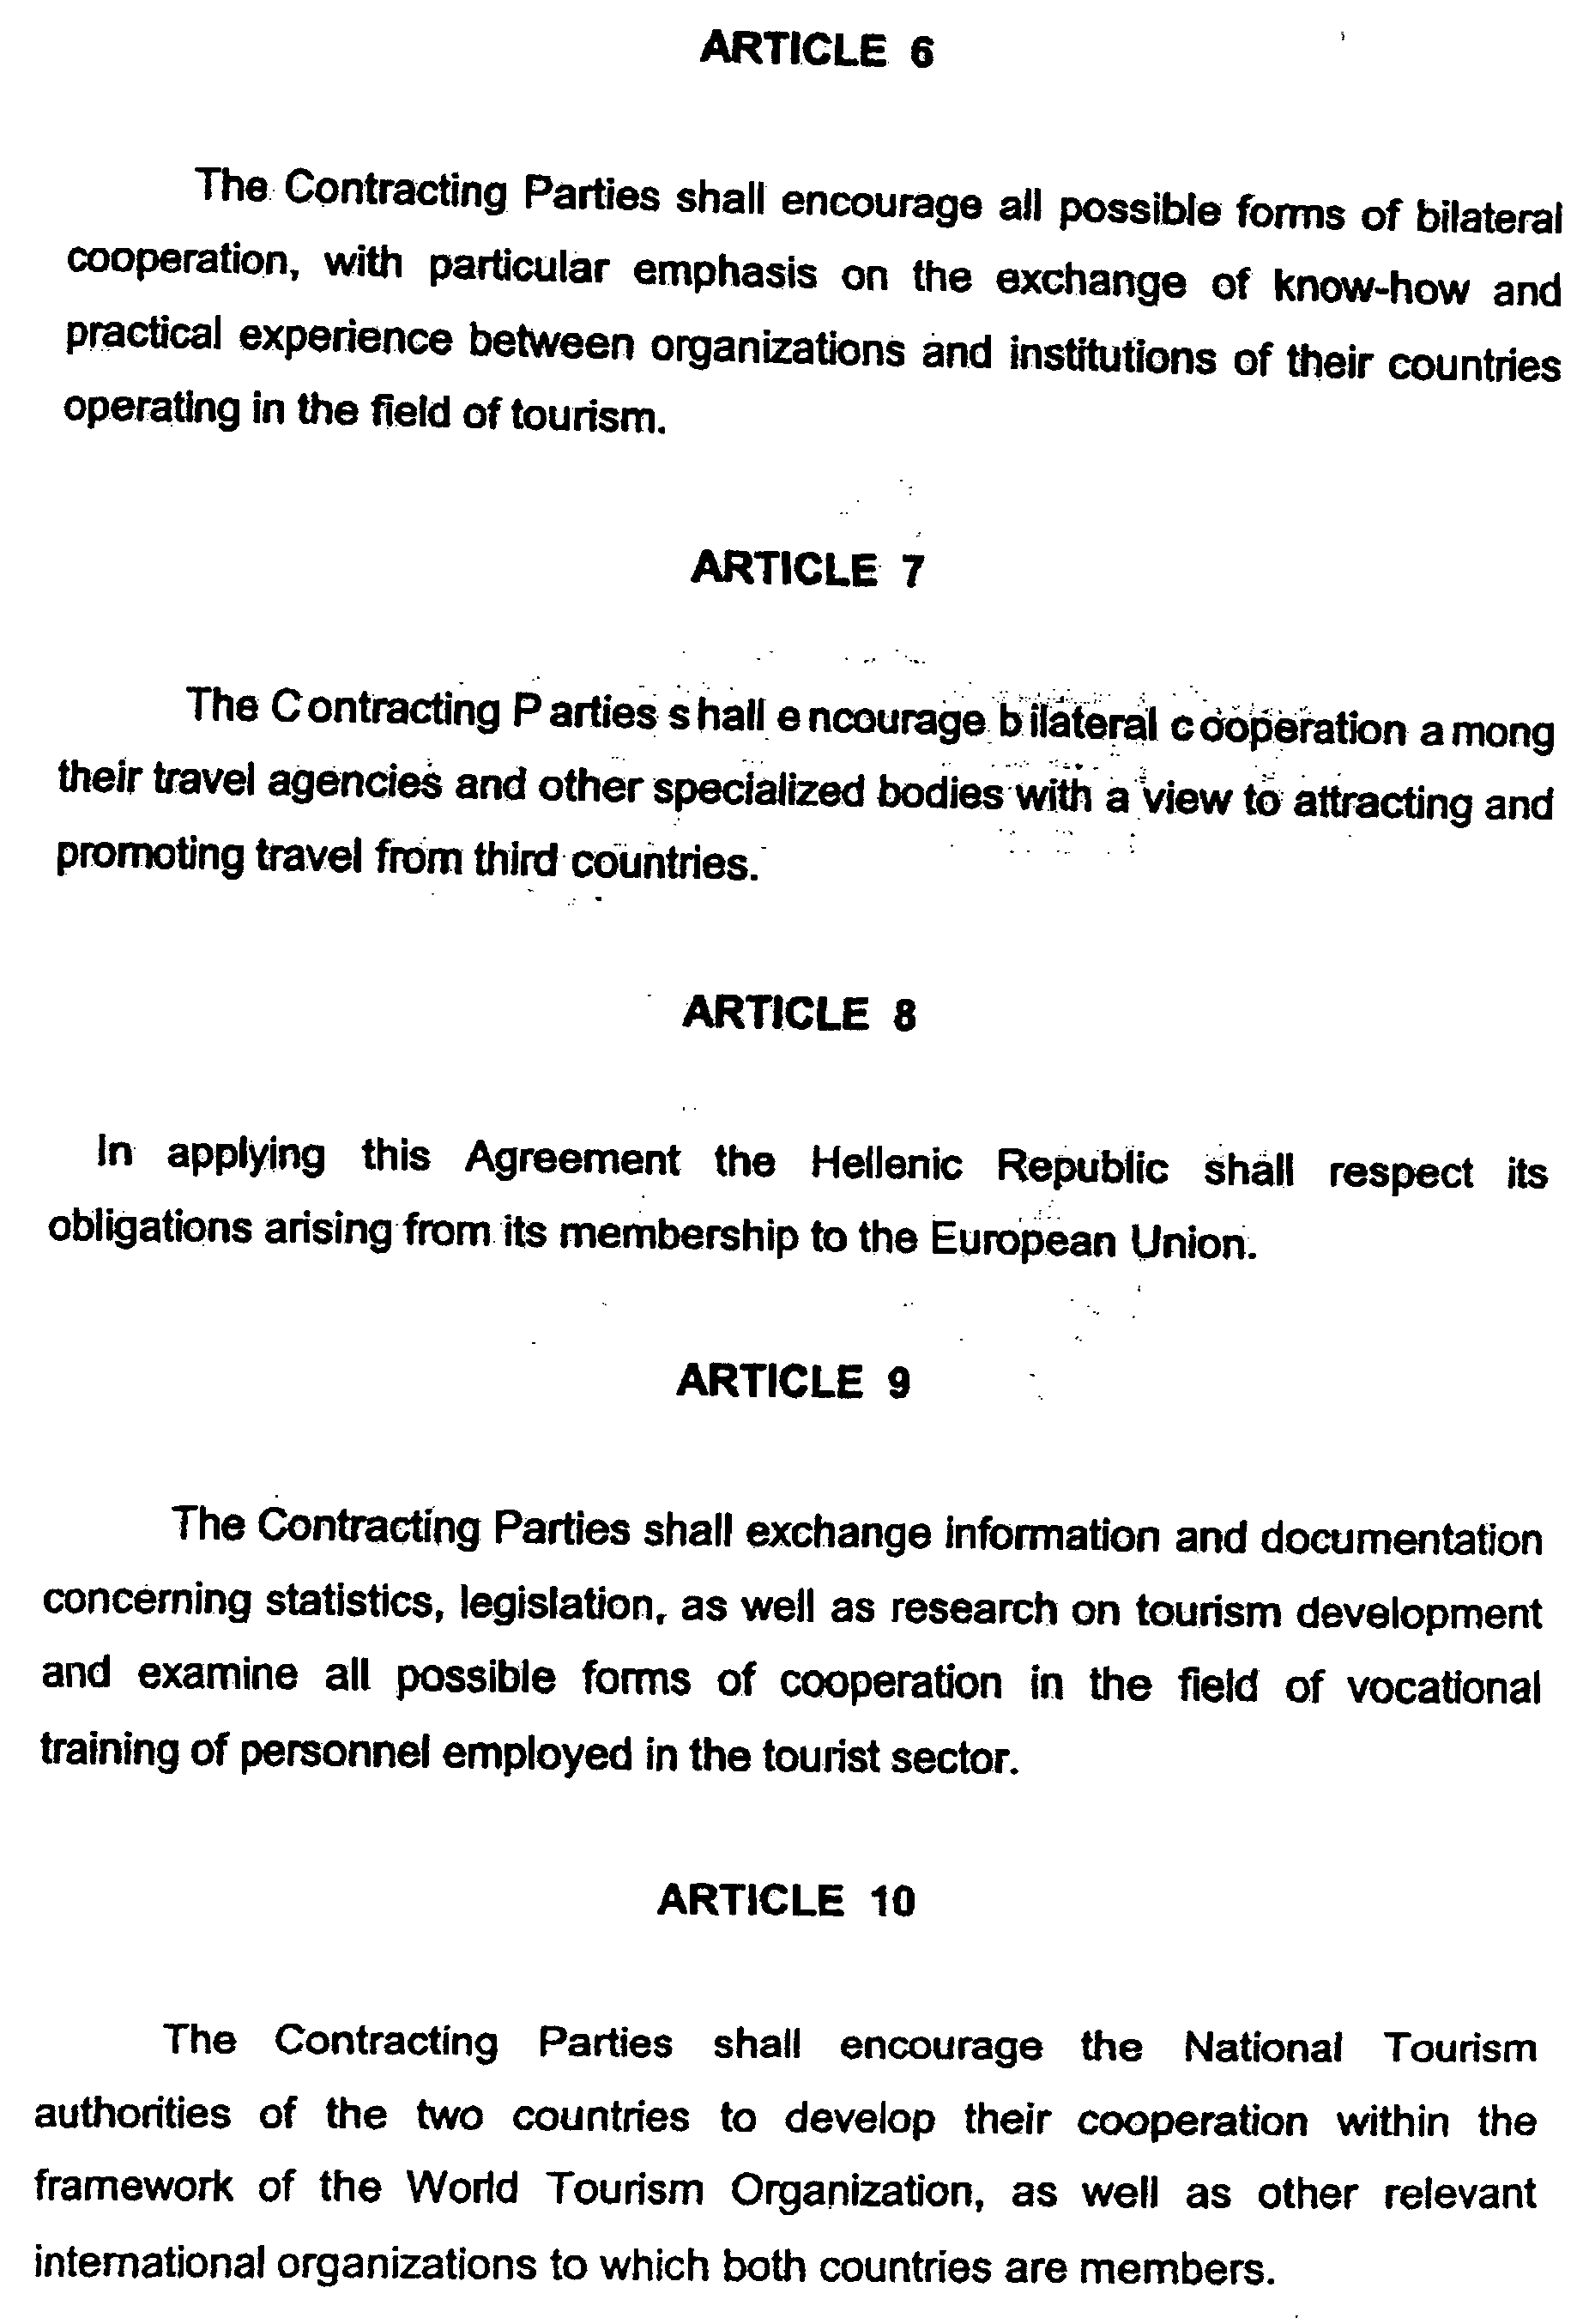 ARTICLE 6
The Contracting Parties shall encourage all possible forms of bilateral
cooperation, with particular emphasis on the exchange of know-how and
practical experience between organizations and institutions of their countries
operating in the field of tourism.
ARTICLE 7
The Contracting Parties shall encourage bilateral cooperation among
their travel agencies and other specialized bodies with a view to attracting and
promoting travel from third countries.
ARTICLE 8
In applying this Agreement the Hellenic Republic shall respect its
obligations arising from its membership to the European Union.
ARTICLE 9
The Contracting Parties shall exchange information and documentation
concerning statistics, legislation, as well as research on tourism development
and examine all possible forms of cooperation in the field of vocational
training of personnel employed in the tourist sector.
ARTICLE 10
The Contracting Parties shall encourage the National Tourism
authorities of the two countries to develop their cooperation within the
framework of the World Tourism Organization, as well as other relevant
international organizations to which both countries are members.